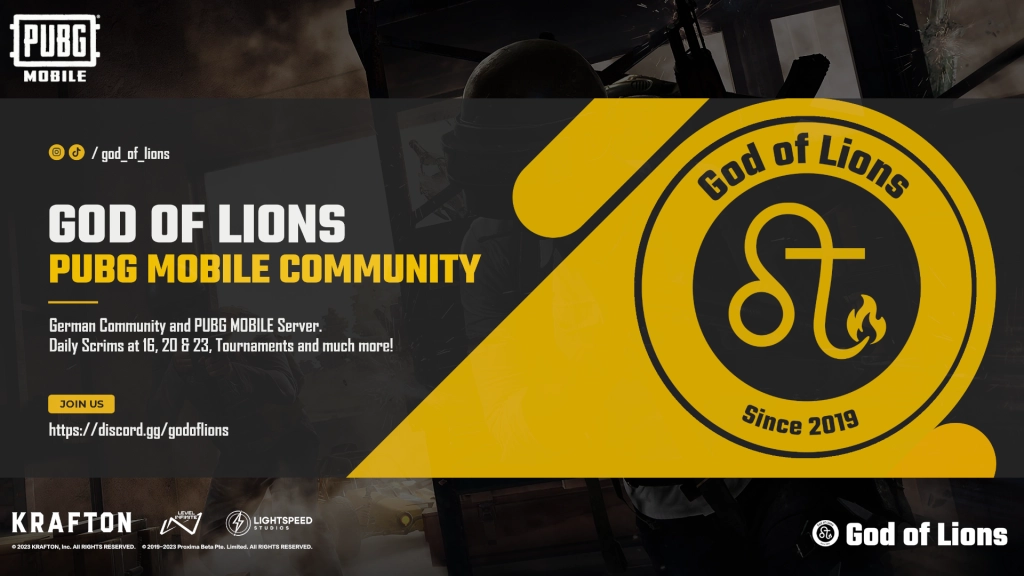 PUBG
MOBILE
/ god_of_lions
GOD OF LIONS
PUBG MOBILE COMMUNITY
German Community and PUBG MOBILE Server.
Daily Scrims at 16, 20 & 23, Tournaments and much more!
JOIN US
https://discord.gg/godoflions
God of Lions
Since 2019
KRAFTON
LEVEL
INFINITE
LIGHTSPEED
STUDIOS
© 2023 KRAFTON, Inc. All RIGHTS RESERVED. © 2019-2023 Proxima Beta Pte. Limited. All RIGHTS RESERVED.
God of Lions